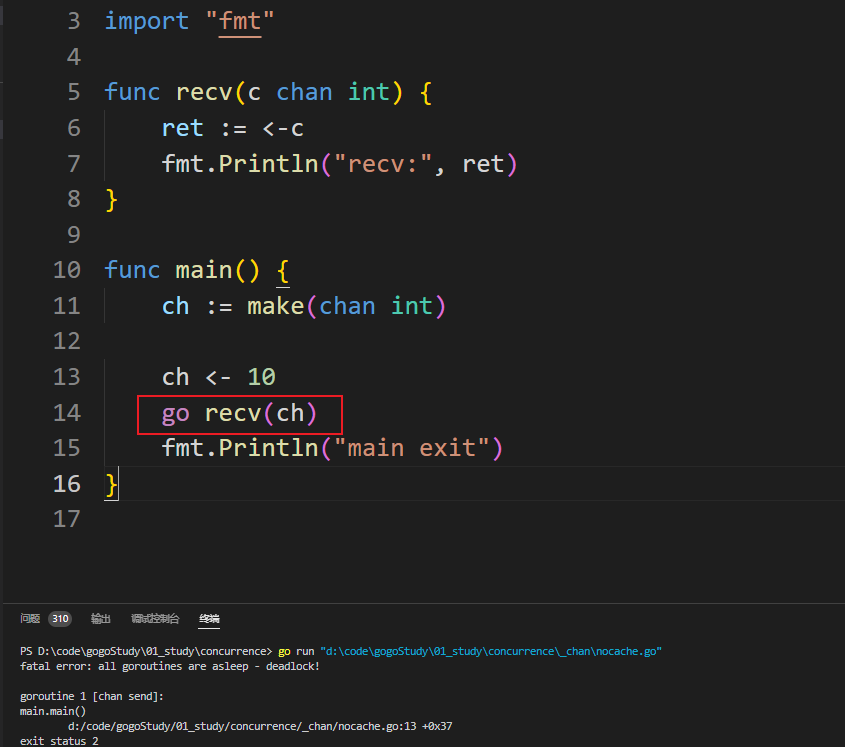 3 import "fmt"
4
5 func recv(c chan int) {
6 ret := <-c
7 fmt.Println("recv:", ret)
8 }
9
10 func main() {
11 ch := make(chan int)
12
13 ch <- 10
14 go recv(ch)
15 fmt.Println("main exit")
16 }
17
问题 310 输出 调试控制台 终端
PS D:\code\gogoStudy\01_study\concurrence> go run "d:\code\gogoStudy\01_study\concurrence\_chan\nocache.go"
fatal error: all goroutines are asleep - deadlock!
goroutine 1 [chan send]:
main.main()
d:/code/gogoStudy/01_study/concurrence/_chan/nocache.go:13 +0x37
exit status 2